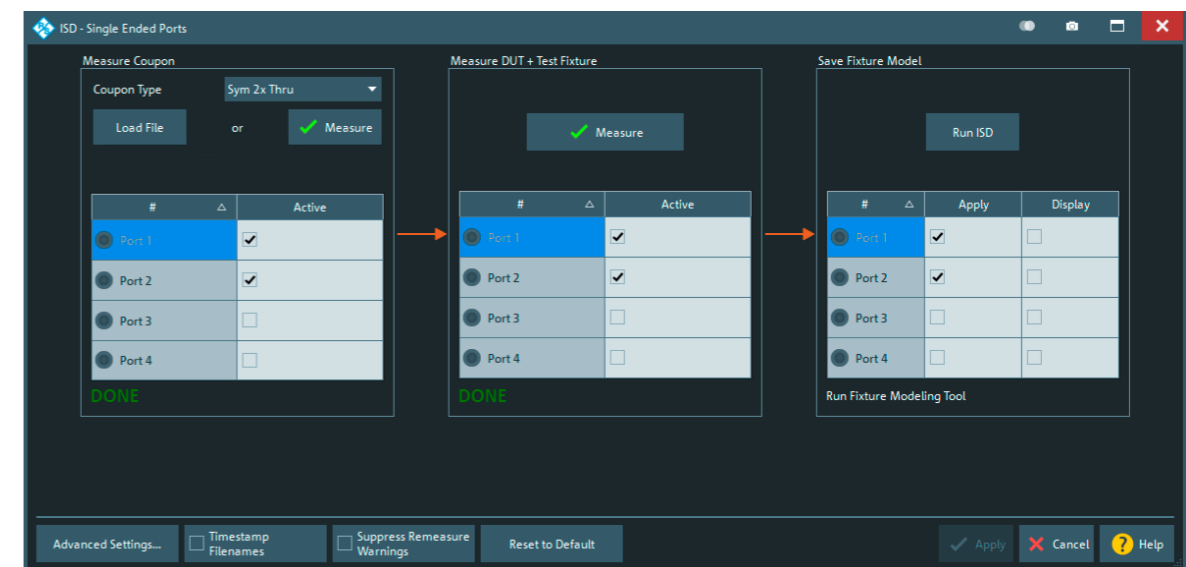 ISD - Single Ended Ports
Measure Coupon
Coupon Type
Sym 2x Thru
Load File
or
Measure
# Active
Port 1
Port 2
Port 3
Port 4
DONE
Measure DUT + Test Fixture
Measure
# Active
Port 1
Port 2
Port 3
Port 4
DONE
Save Fixture Model
Run ISD
# Apply Display
Port 1
Port 2
Port 3
Port 4
Run Fixture Modeling Tool
Advanced Settings...
Timestamp
Filenames
Suppress Remeasure
Warnings
Reset to Default
Apply
Cancel
? Help